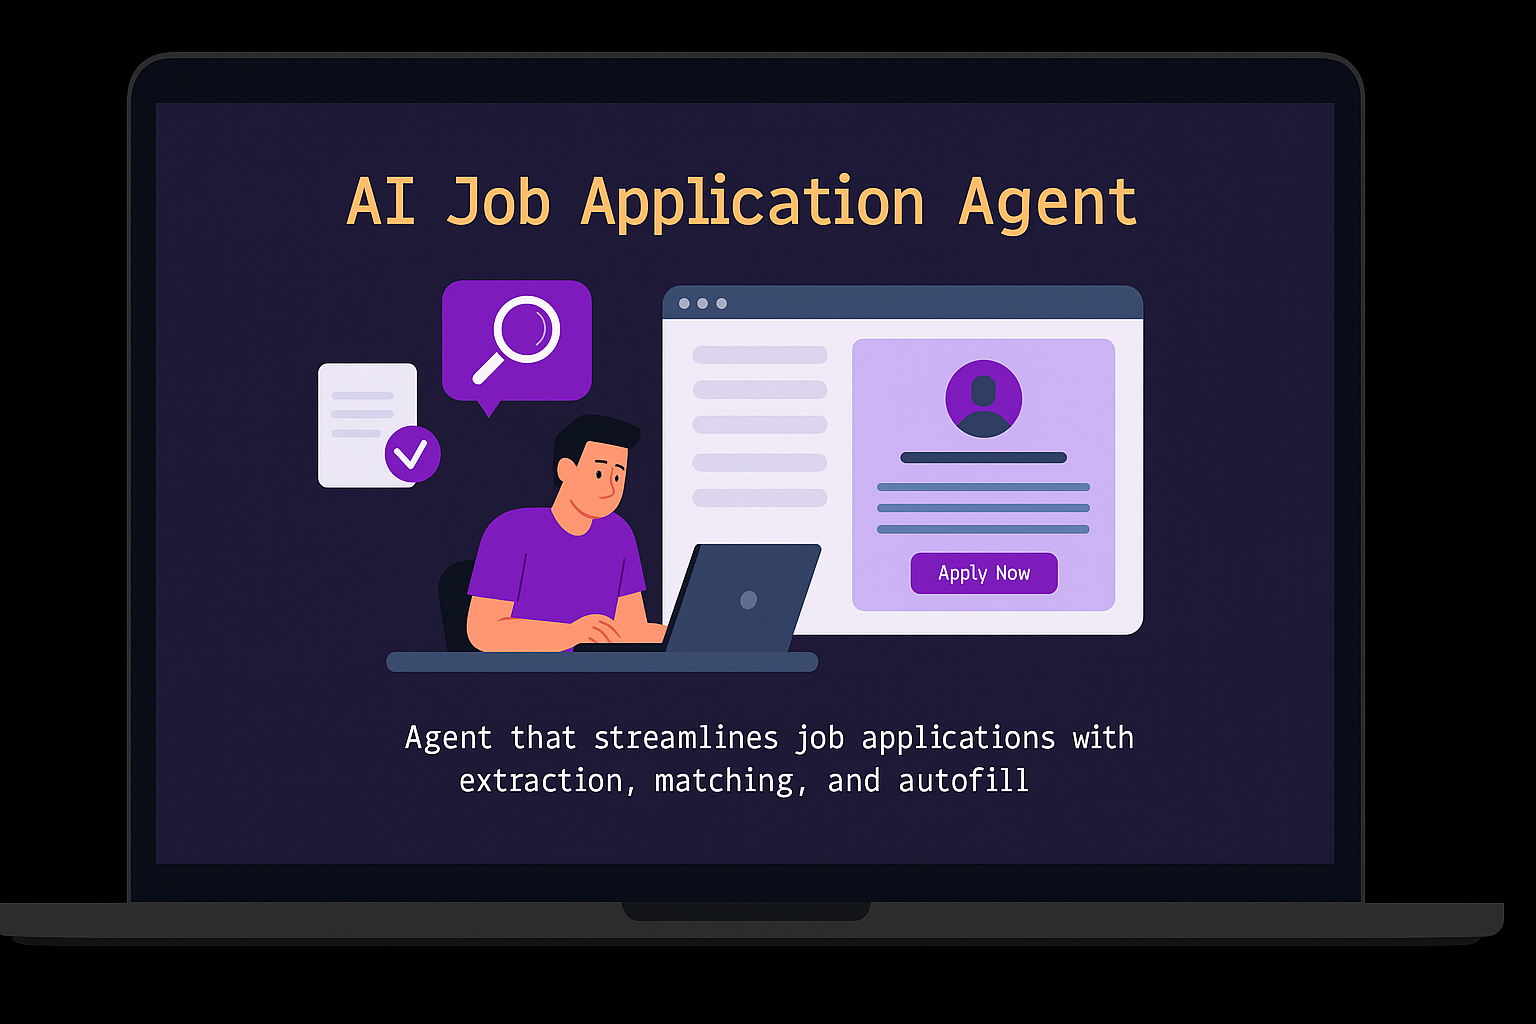 AI Job Application Agent
Apply Now
Agent that streamlines job applications with
extraction, matching, and autofill